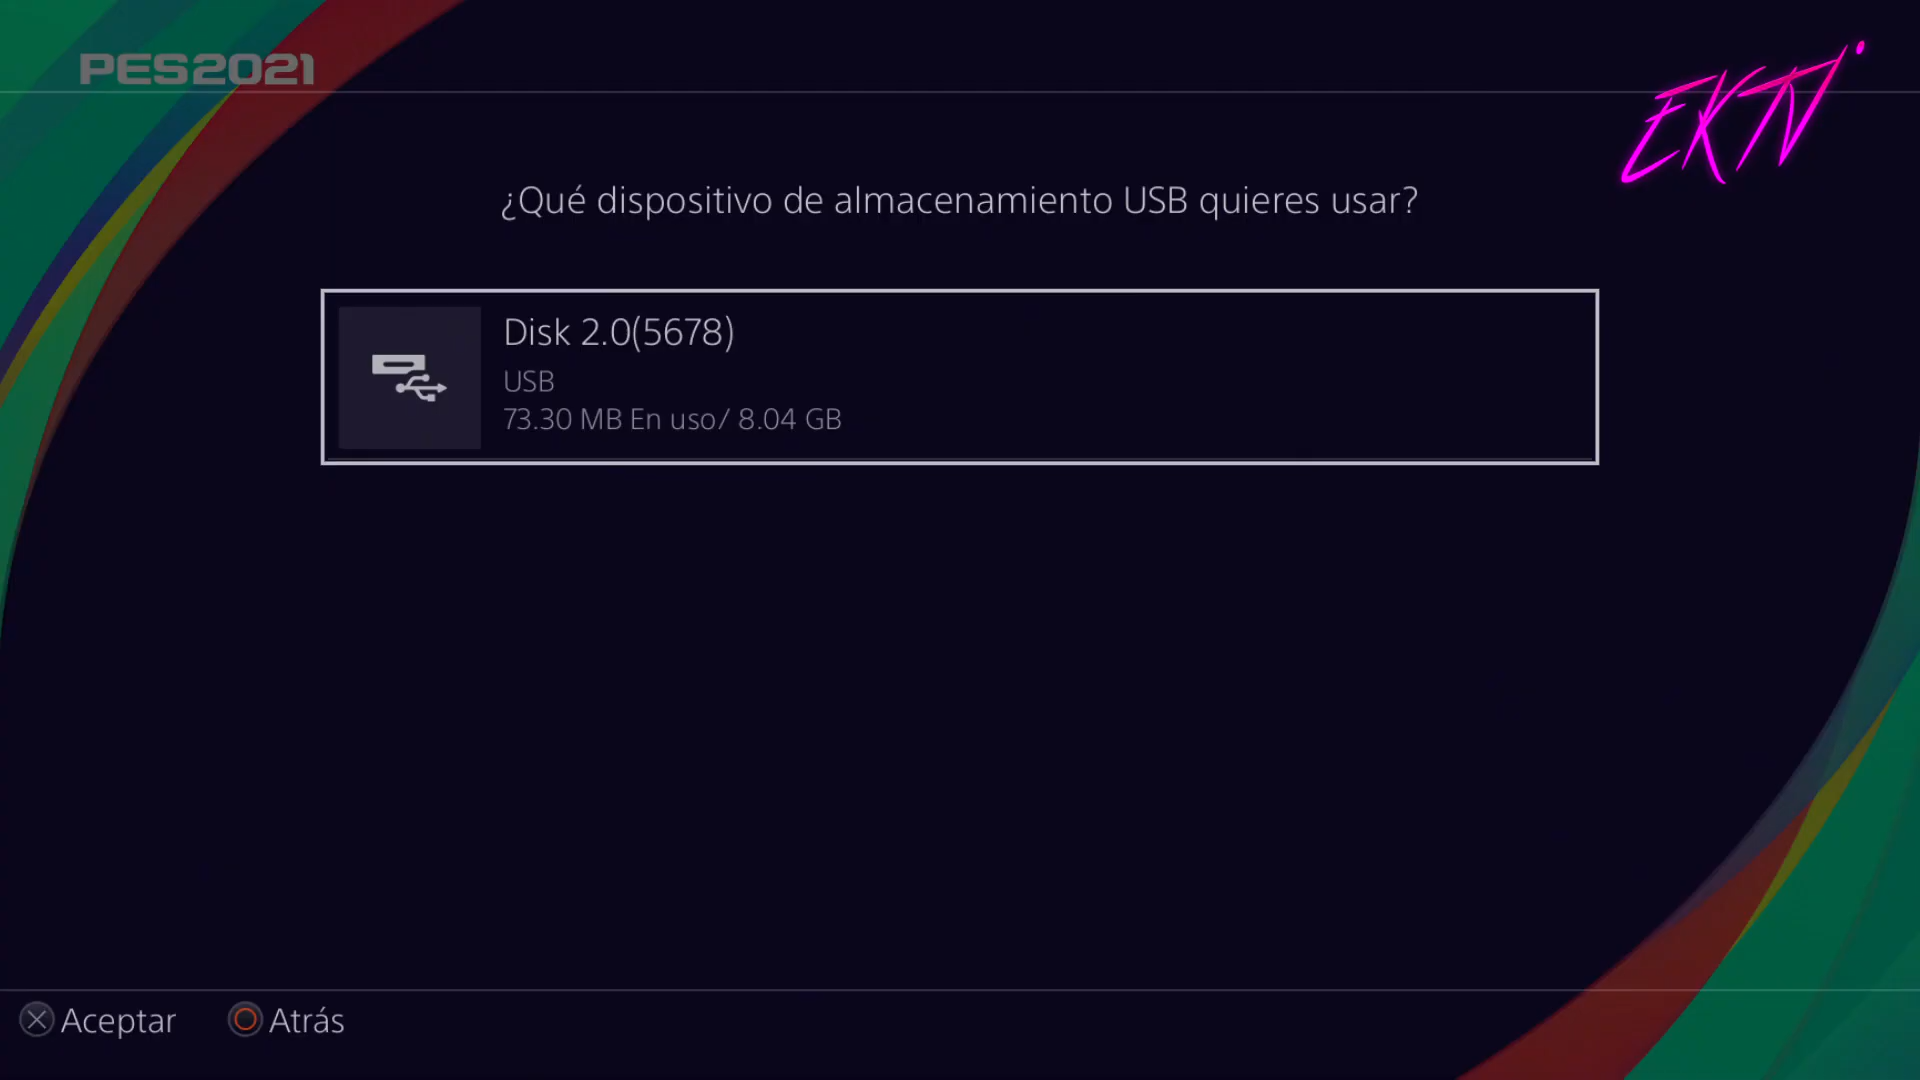 PES2021
EKTV
¿Qué dispositivo de almacenamiento USB quieres usar?
Disk 2.0(5678)
USB
73.30 MB En uso/ 8.04 GB
Aceptar
Atrás